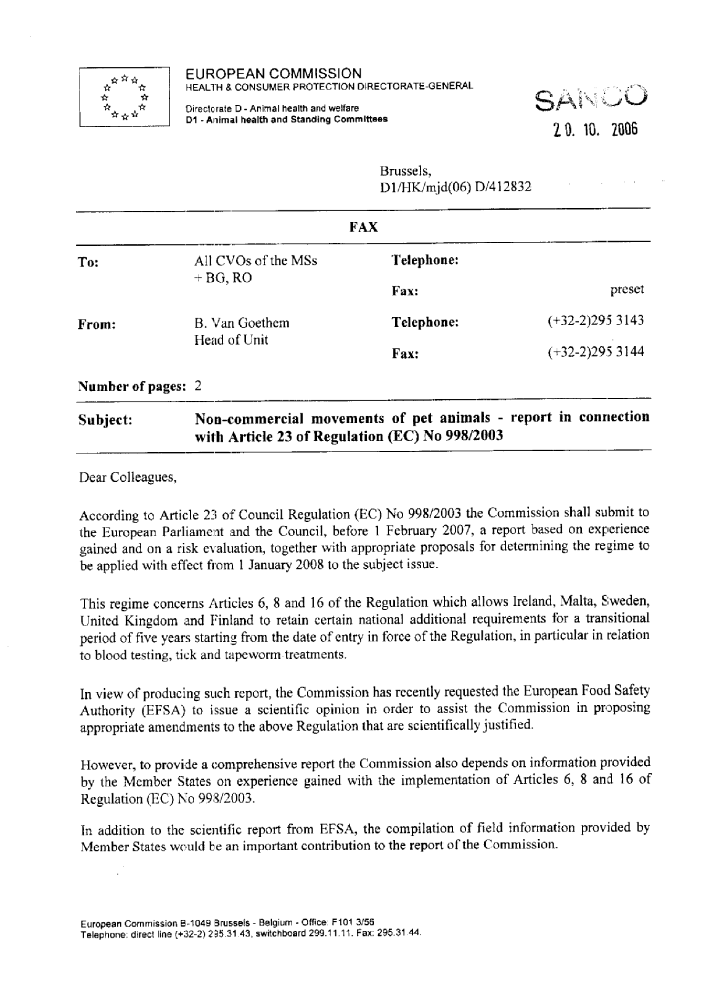 EUROPEAN COMMISSION
HEALTH & CONSUMER PROTECTION DIRECTORATE-GENERAL
Directorate D - Animal health and welfare
D1 - Animal health and Standing Committees
SANCO
20. 10. 2006
Brussels,
D1/HK/mjd(06) D/412832
FAX
To: All CVOs of the MSs Telephone:
+ BG, RO
Fax: preset
From: B. Van Goethem Telephone: (+32-2)295 3143
Head of Unit
Fax: (+32-2)295 3144
Number of pages: 2
Subject: Non-commercial movements of pet animals - report in connection
with Article 23 of Regulation (EC) No 998/2003
Dear Colleagues,
According to Article 23 of Council Regulation (EC) No 998/2003 the Commission shall submit to
the European Parliament and the Council, before 1 February 2007, a report based on experience
gained and on a risk evaluation, together with appropriate proposals for determining the regime to
be applied with effect from 1 January 2008 to the subject issue.
This regime concerns Articles 6, 8 and 16 of the Regulation which allows Ireland, Malta, Sweden,
United Kingdom and Finland to retain certain national additional requirements for a transitional
period of five years starting from the date of entry in force of the Regulation, in particular in relation
to blood testing, tick and tapeworm treatments.
In view of producing such report, the Commission has recently requested the European Food Safety
Authority (EFSA) to issue a scientific opinion in order to assist the Commission in proposing
appropriate amendments to the above Regulation that are scientifically justified.
However, to provide a comprehensive report the Commission also depends on information provided
by the Member States on experience gained with the implementation of Articles 6, 8 and 16 of
Regulation (EC) No 998/2003.
In addition to the scientific report from EFSA, the compilation of field information provided by
Member States would be an important contribution to the report of the Commission.
European Commission B-1049 Brussels - Belgium - Office: F101 3/56
Telephone: direct line (+32-2) 295.31.43, switchboard 299.11.11. Fax: 295.31.44.